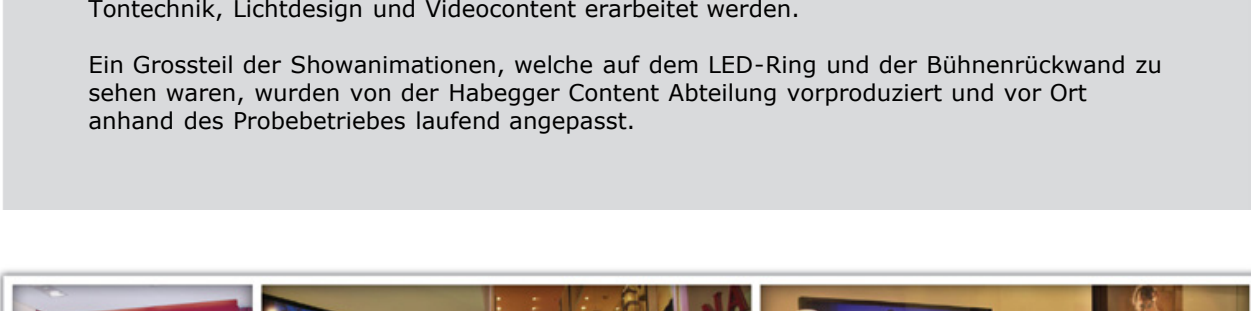 Tontechnik, Lichtdesign und Videocontent erarbeitet werden.
Ein Grossteil der Showanimationen, welche auf dem LED-Ring und der Bühnenrückwand zu
sehen waren, wurden von der Habegger Content Abteilung vorproduziert und vor Ort
anhand des Probebetriebes laufend angepasst.